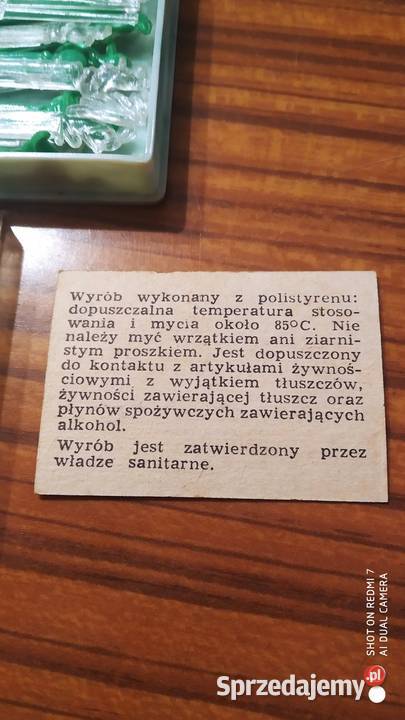 Wyrób wykonany z polistyrenu:
dopuszczalna temperatura stoso-
wania i mycia około 85ºC. Nie
należy myć wrzątkiem ani ziarni-
stym proszkiem. Jest dopuszczony
do kontaktu z artykułami żywnoś-
ciowymi z wyjątkiem tłuszczów,
żywności zawierającej tłuszcz oraz
płynów spożywczych zawierających
alkohol.
Wyrób jest zatwierdzony przez
władze sanitarne.
SHOT ON REDMI 7
AI DUAL CAMERA
Sprzedajemy.pl